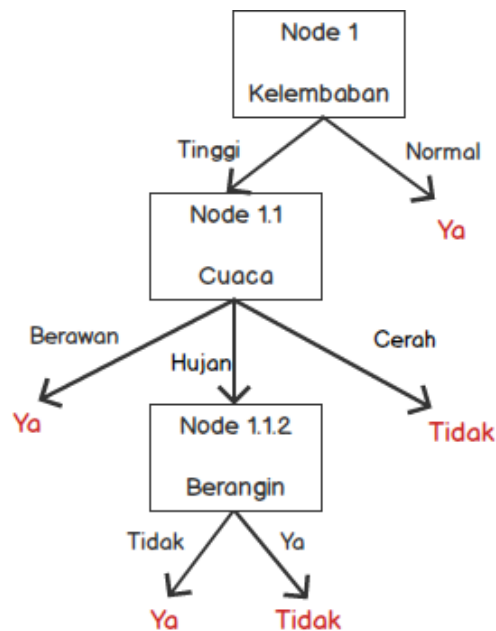 Node 1
Kelembaban
Tinggi
Normal
Ya
Node 1.1
Cuaca
Berawan
Hujan
Cerah
Ya
Tidak
Node 1.1.2
Berangin
Tidak
Ya
Ya
Tidak